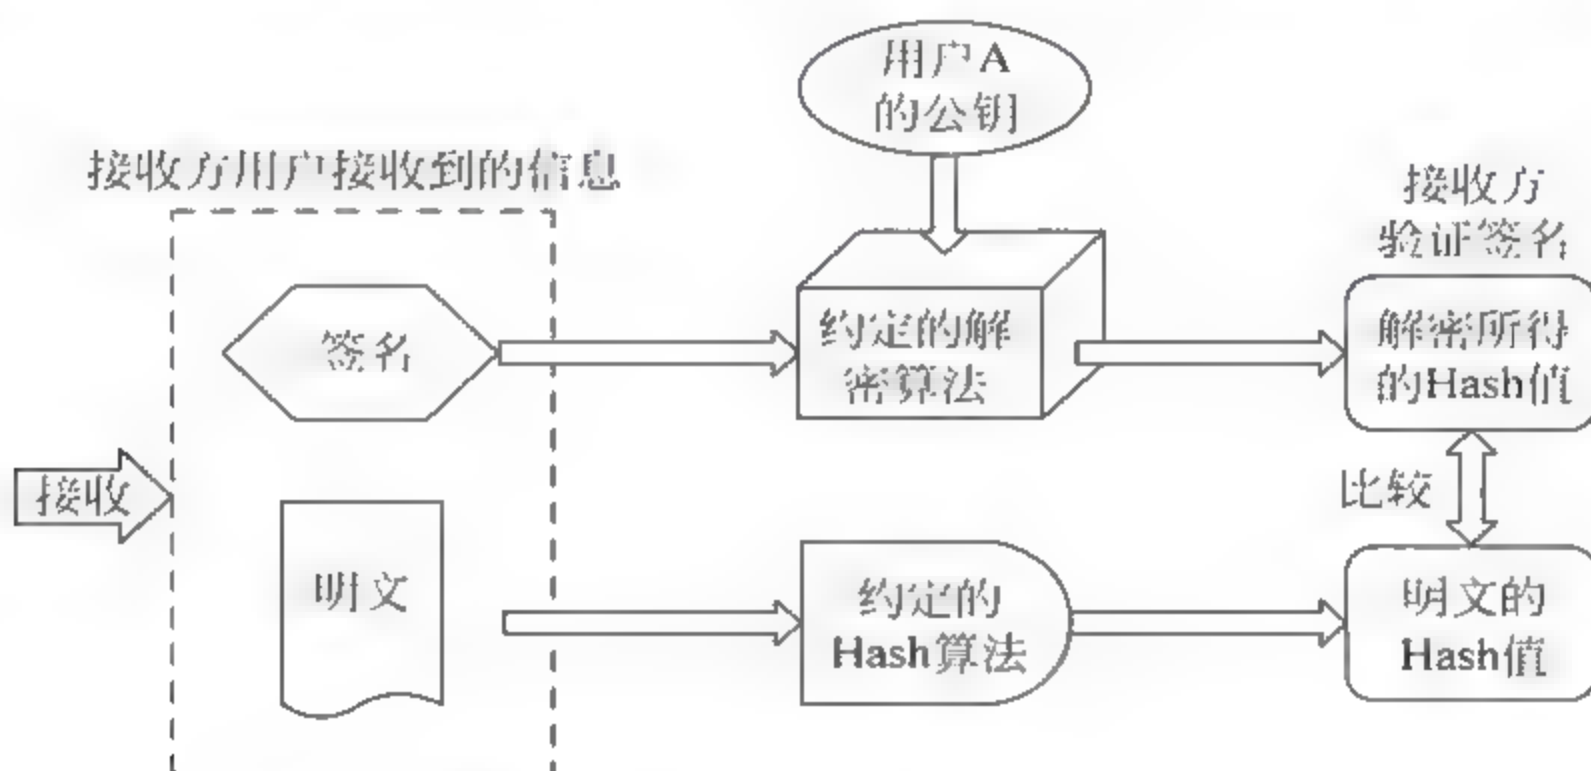 用户A
的公钥
接收方用户接收到的信息
接收方
验证签名
签名
约定的解
密算法
解密所得
的Hash值
接收
比较
明文
约定的
Hash算法
明文的
Hash值